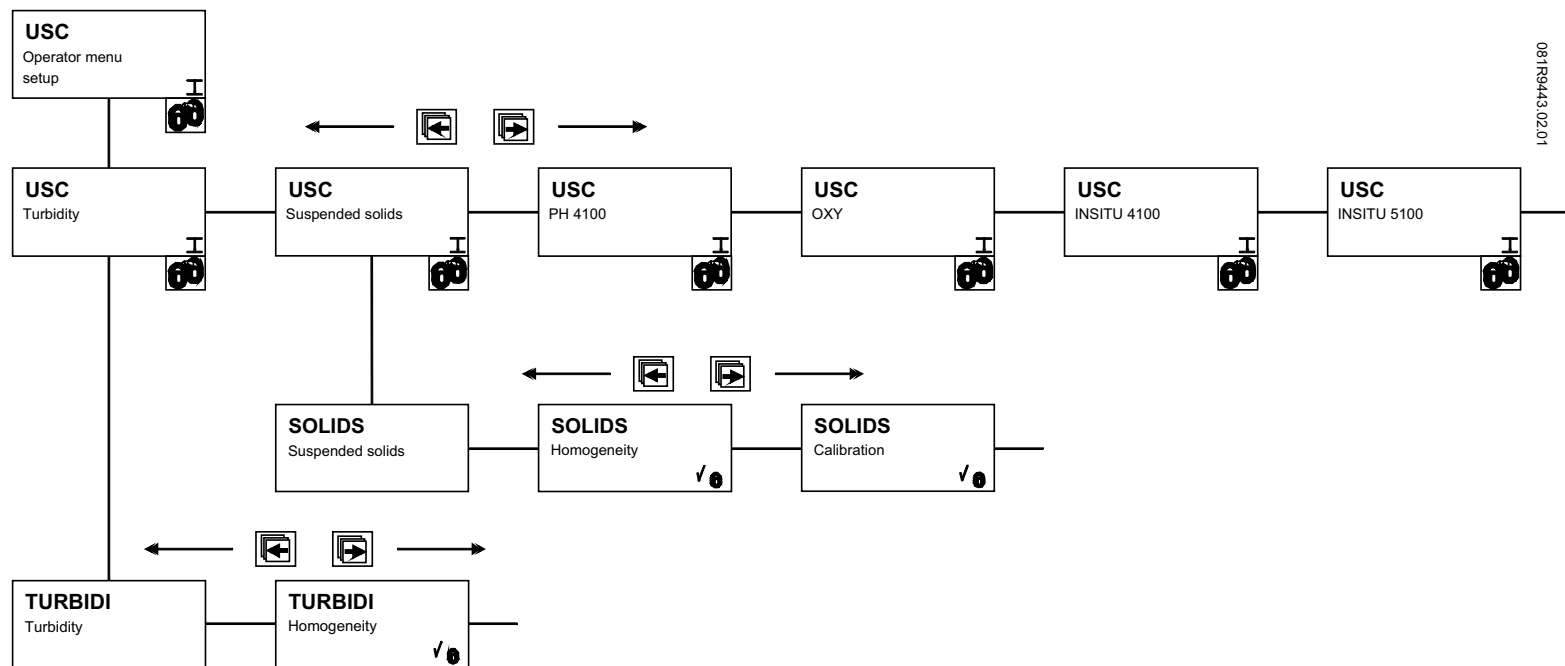 USC
Operator menu
setup
081R9443.02.01
USC
Turbidity
USC
Suspended solids
USC
PH 4100
USC
OXY
USC
INSITU 4100
USC
INSITU 5100
SOLIDS
Suspended solids
SOLIDS
Homogeneity
SOLIDS
Calibration
TURBIDI
Turbidity
TURBIDI
Homogeneity